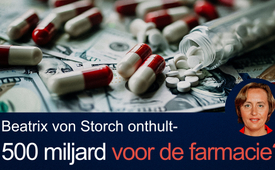 Beatrix von Storch onthult-
500 miljard voor de farmacie?